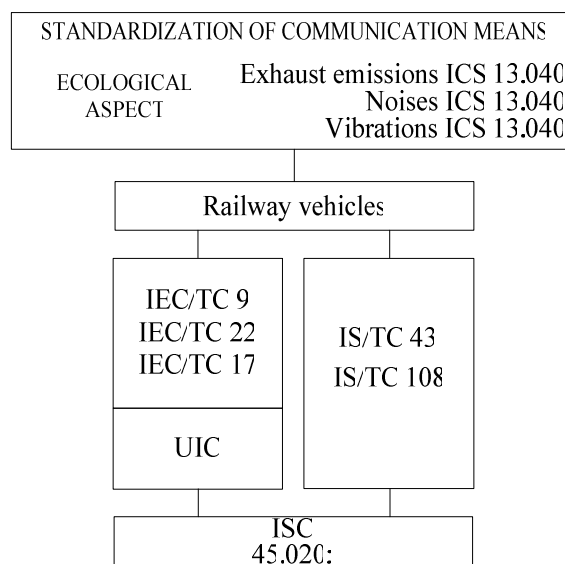 STANDARDIZATION OF COMMUNICATION MEANS
ECOLOGICAL
ASPECT
Exhaust emissions ICS 13.040
Noises ICS 13.040
Vibrations ICS 13.040
Railway vehicles
IEC/TC 9
IEC/TC 22
IEC/TC 17
UIC
IS/TC 43
IS/TC 108
ISC
45.020: